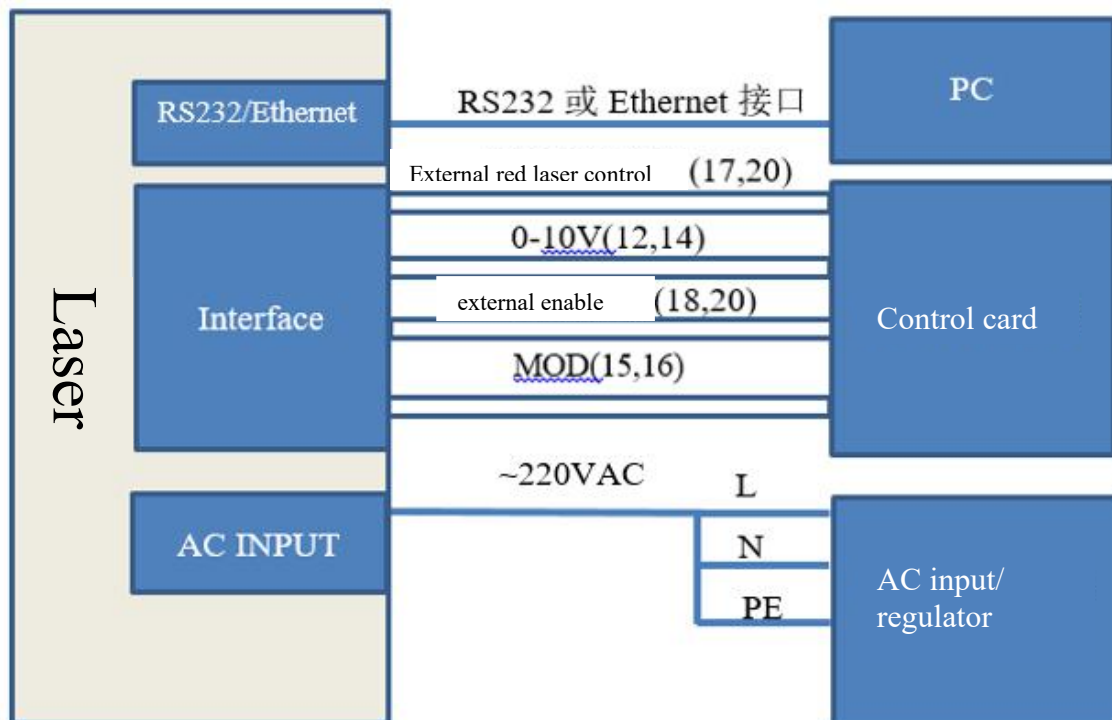 Laser
RS232/Ethernet
RS232 或 Ethernet 接口
PC
External red laser control (17,20)
0-10V(12,14)
Interface
external enable (18,20)
Control card
MOD(15,16)
~220VAC
L
AC INPUT
N
AC input/
regulator
PE